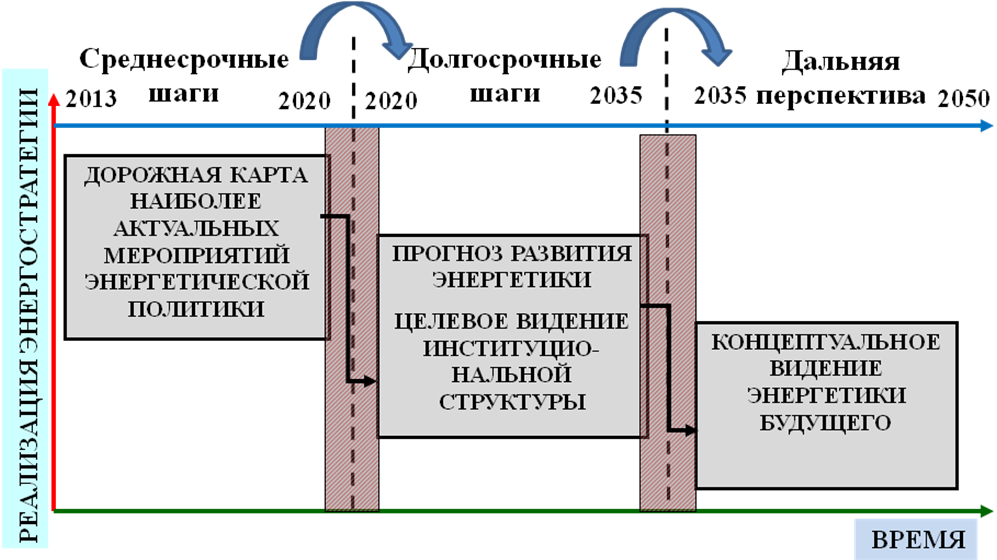 РЕАЛИЗАЦИЯ ЭНЕРГОСТРАТЕГИИ
Среднесрочные
шаги
2013
2020
Долгосрочные
шаги
2020
2035
Дальняя
перспектива
2035
2050
ДОРОЖНАЯ КАРТА
НАИБОЛЕЕ
АКТУАЛЬНЫХ
МЕРОПРИЯТИЙ
ЭНЕРГЕТИЧЕСКОЙ
ПОЛИТИКИ
ПРОГНОЗ РАЗВИТИЯ
ЭНЕРГЕТИКИ
ЦЕЛЕВОЕ ВИДЕНИЕ
ИНСТИТУЦИО-
НАЛЬНОЙ
СТРУКТУРЫ
КОНЦЕПТУАЛЬНОЕ
ВИДЕНИЕ
ЭНЕРГЕТИКИ
БУДУЩЕГО
ВРЕМЯ